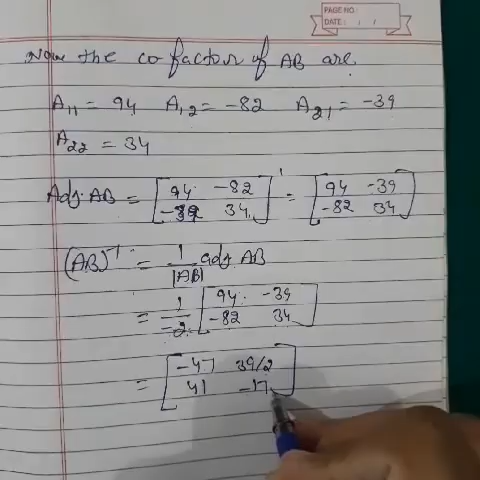 PAGE NO.:
DATE: / /
Now the cofactor of AB are
A₁₁ = 94 A₁₂ = -82 A₂₁ = -39
A₂₂ = 34
Adj. AB = [94 -82; -39 34]' = [94 -39; -82 34]
(AB)⁻¹ = 1/|AB| adj AB
= 1/-2 [94 -39; -82 34]
= [-47 39/2; 41 -17]